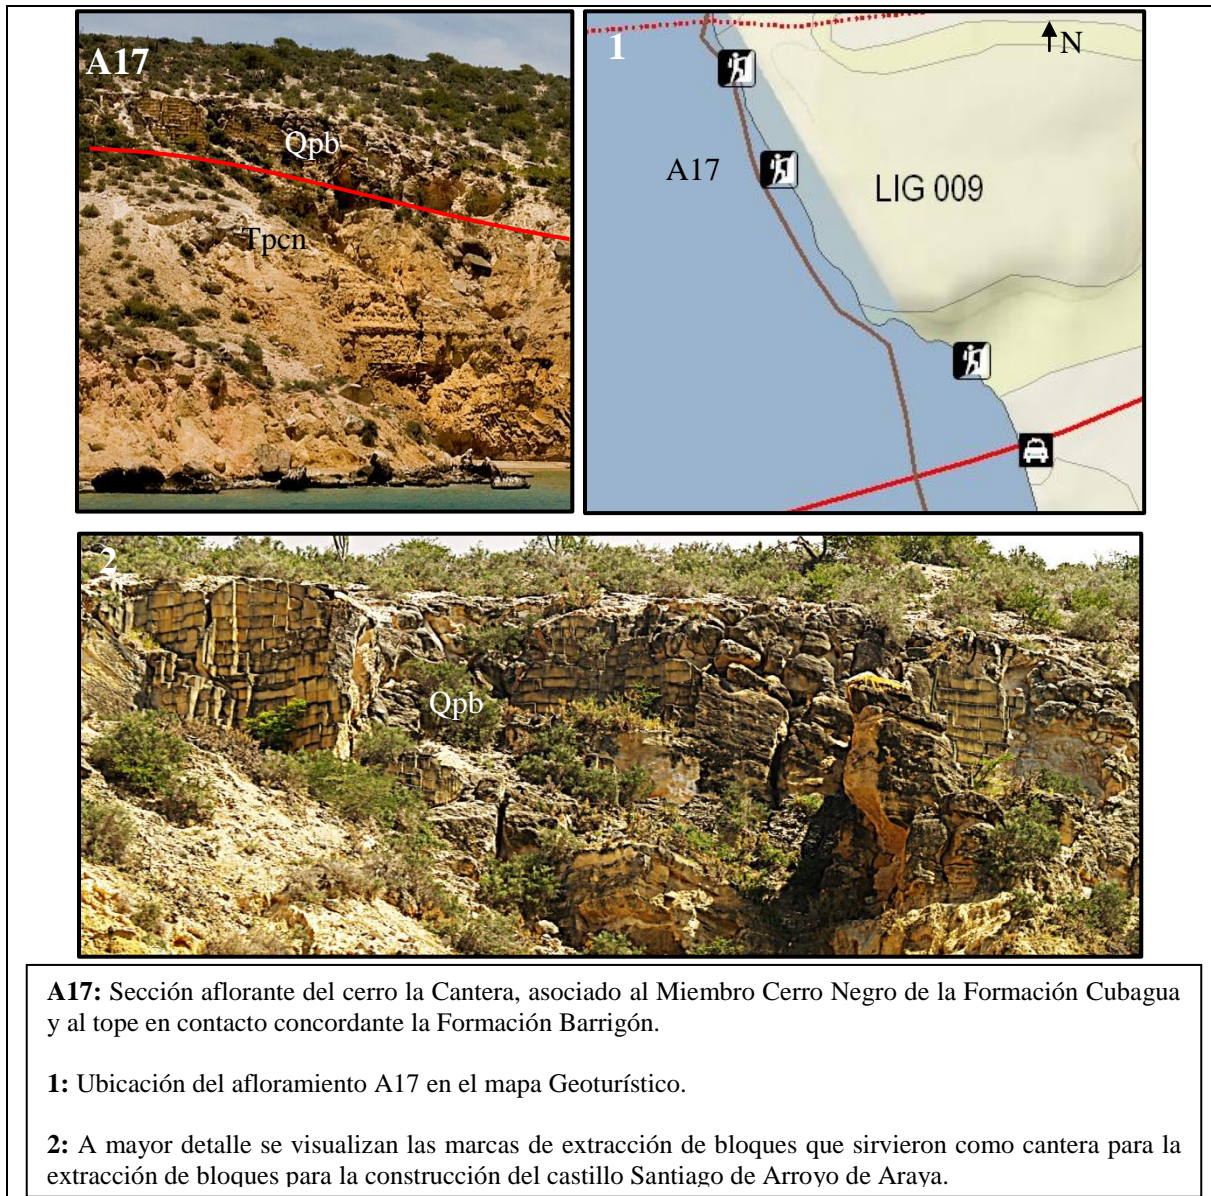 A17
Qpb
Tpcn
1
N
A17
LIG 009
2
Qpb
A17: Sección aflorante del cerro la Cantera, asociado al Miembro Cerro Negro de la Formación Cubagua
y al tope en contacto concordante la Formación Barrigón.
1: Ubicación del afloramiento A17 en el mapa Geoturístico.
2: A mayor detalle se visualizan las marcas de extracción de bloques que sirvieron como cantera para la
extracción de bloques para la construcción del castillo Santiago de Arroyo de Araya.